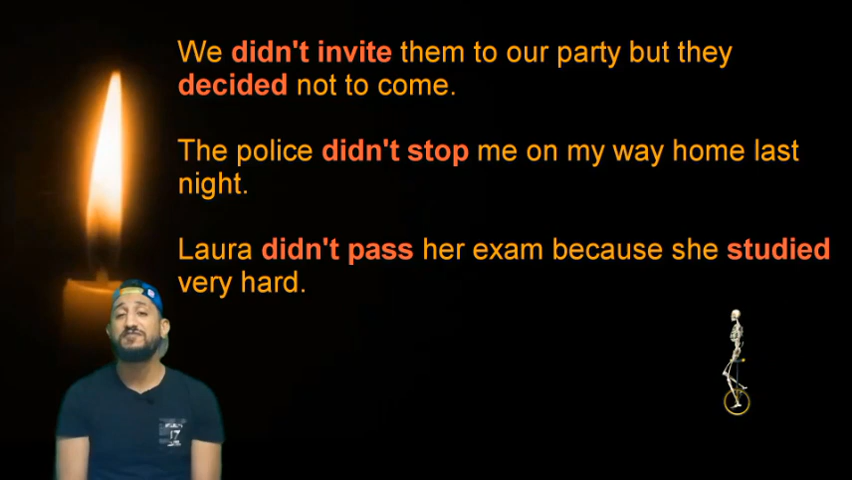 We didn't invite them to our party but they
decided not to come.
The police didn't stop me on my way home last
night.
Laura didn't pass her exam because she studied
very hard.
17